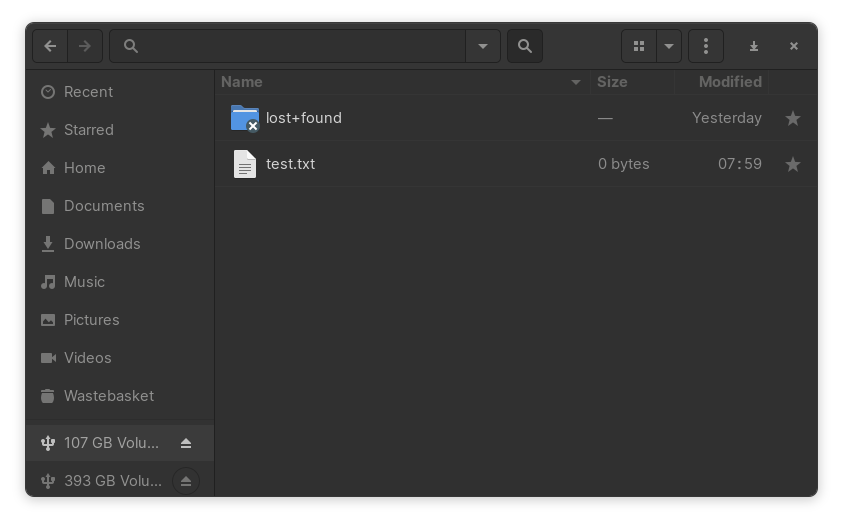 Name Size Modified
Recent
lost+found — Yesterday
Starred
test.txt 0 bytes 07:59
Home
Documents
Downloads
Music
Pictures
Videos
Wastebasket
107 GB Volu...
393 GB Volu...